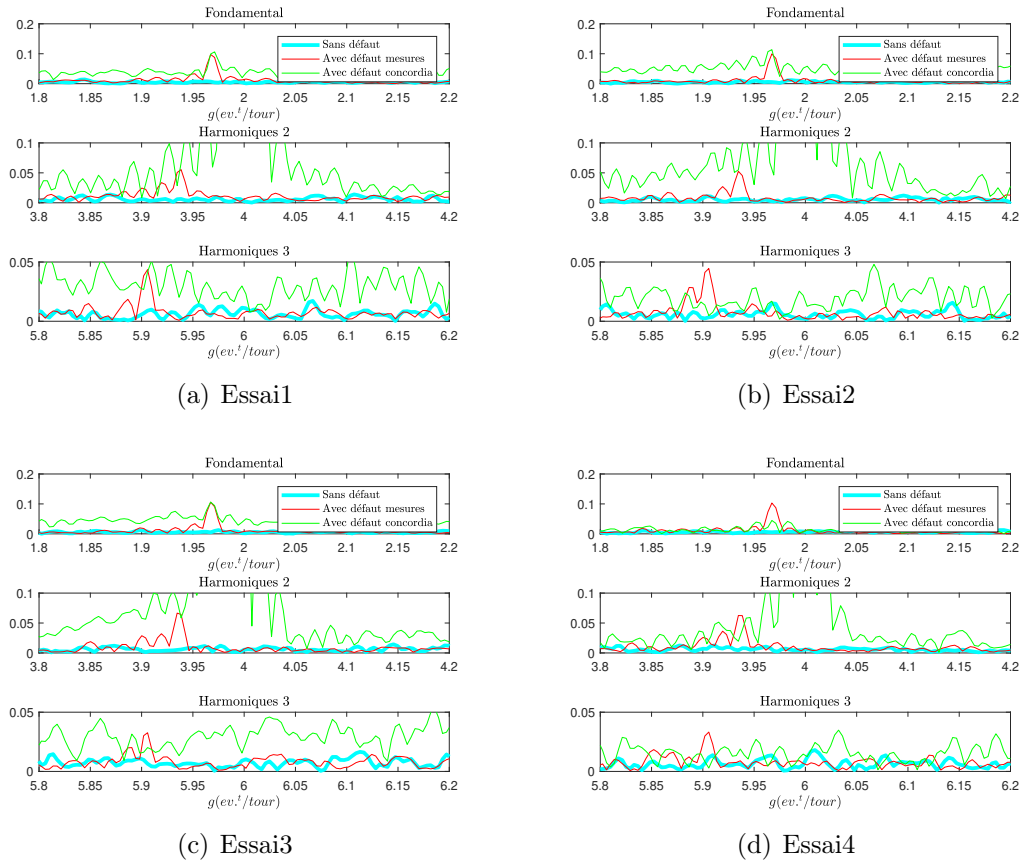 Fondamental
0.2
0.1
0
Sans défaut
Avec défaut mesures
Avec défaut concordia
1.8 1.85 1.9 1.95 2 2.05 2.1 2.15 2.2
g(ev.ᵗ/tour)
Harmoniques 2
0.1
0.05
0
3.8 3.85 3.9 3.95 4 4.05 4.1 4.15 4.2
Harmoniques 3
0.05
0
5.8 5.85 5.9 5.95 6 6.05 6.1 6.15 6.2
g(ev.ᵗ/tour)
(a) Essai1
Fondamental
0.2
0.1
0
Sans défaut
Avec défaut mesures
Avec défaut concordia
1.8 1.85 1.9 1.95 2 2.05 2.1 2.15 2.2
g(ev.ᵗ/tour)
Harmoniques 2
0.1
0.05
0
3.8 3.85 3.9 3.95 4 4.05 4.1 4.15 4.2
Harmoniques 3
0.05
0
5.8 5.85 5.9 5.95 6 6.05 6.1 6.15 6.2
g(ev.ᵗ/tour)
(b) Essai2
Fondamental
0.2
0.1
0
Sans défaut
Avec défaut mesures
Avec défaut concordia
1.8 1.85 1.9 1.95 2 2.05 2.1 2.15 2.2
g(ev.ᵗ/tour)
Harmoniques 2
0.1
0.05
0
3.8 3.85 3.9 3.95 4 4.05 4.1 4.15 4.2
Harmoniques 3
0.05
0
5.8 5.85 5.9 5.95 6 6.05 6.1 6.15 6.2
g(ev.ᵗ/tour)
(c) Essai3
Fondamental
0.2
0.1
0
Sans défaut
Avec défaut mesures
Avec défaut concordia
1.8 1.85 1.9 1.95 2 2.05 2.1 2.15 2.2
g(ev.ᵗ/tour)
Harmoniques 2
0.1
0.05
0
3.8 3.85 3.9 3.95 4 4.05 4.1 4.15 4.2
Harmoniques 3
0.05
0
5.8 5.85 5.9 5.95 6 6.05 6.1 6.15 6.2
g(ev.ᵗ/tour)
(d) Essai4